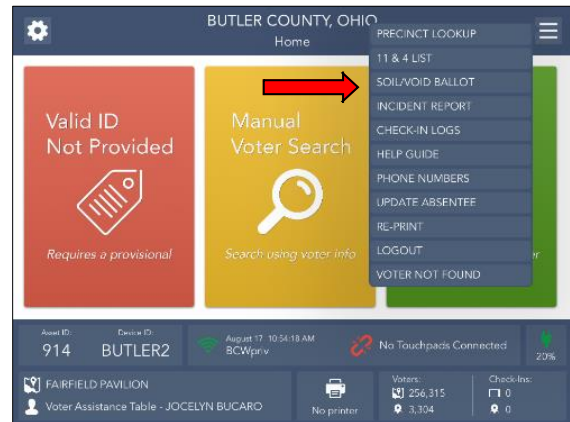 BUTLER COUNTY, OHIO
Home
PRECINCT LOOKUP
11 & 4 LIST
SOIL/VOID BALLOT
INCIDENT REPORT
CHECK-IN LOGS
HELP GUIDE
PHONE NUMBERS
UPDATE ABSENTEE
RE-PRINT
LOGOUT
VOTER NOT FOUND
Valid ID
Not Provided
Requires a provisional
Manual
Voter Search
Search using voter info
Asset ID:
914
Device ID:
BUTLER2
August 17 10:54:18 AM
BCWpriv
No Touchpads Connected
20%
FAIRFIELD PAVILION
Voter Assistance Table - JOCELYN BUCARO
No printer
Voters:
256,315
3,304
Check-Ins:
0
0